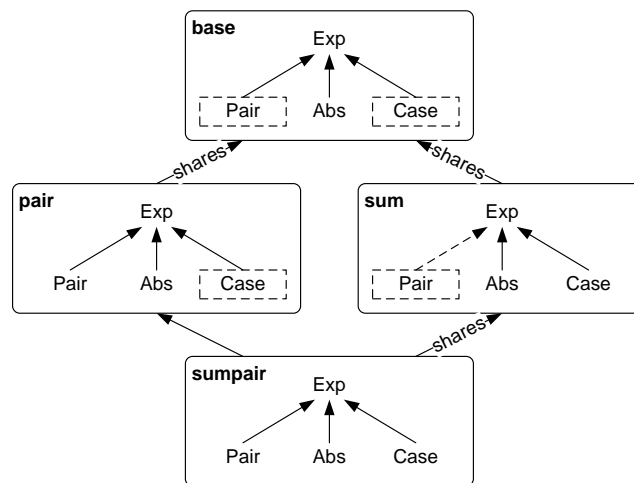 base
Exp
Pair Abs Case
shares shares
pair sum
Exp Exp
Pair Abs Case Pair Abs Case
shares
sumpair
Exp
Pair Abs Case